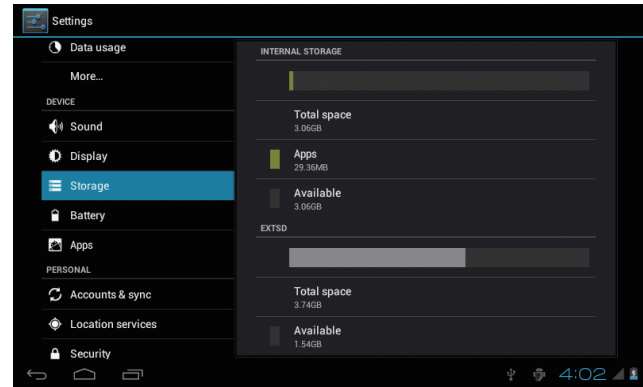 Settings
Data usage
More...
DEVICE
Sound
Display
Storage
Battery
Apps
PERSONAL
Accounts & sync
Location services
Security
INTERNAL STORAGE
Total space
3.06GB
Apps
29.36MB
Available
3.06GB
EXTSD
Total space
3.74GB
Available
1.54GB
4:02